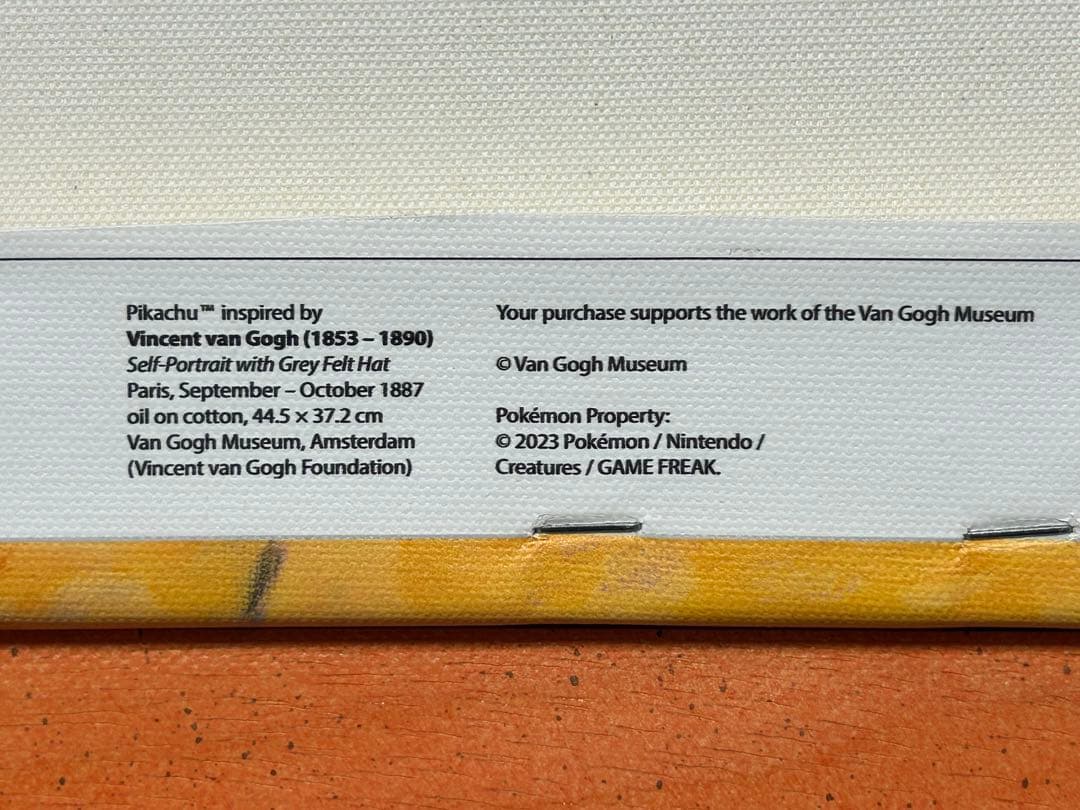 Pikachu™ inspired by
Vincent van Gogh (1853 – 1890)
Self-Portrait with Grey Felt Hat
Paris, September – October 1887
oil on cotton, 44.5 × 37.2 cm
Van Gogh Museum, Amsterdam
(Vincent van Gogh Foundation)
Your purchase supports the work of the Van Gogh Museum
© Van Gogh Museum
Pokémon Property:
© 2023 Pokémon / Nintendo /
Creatures / GAME FREAK.